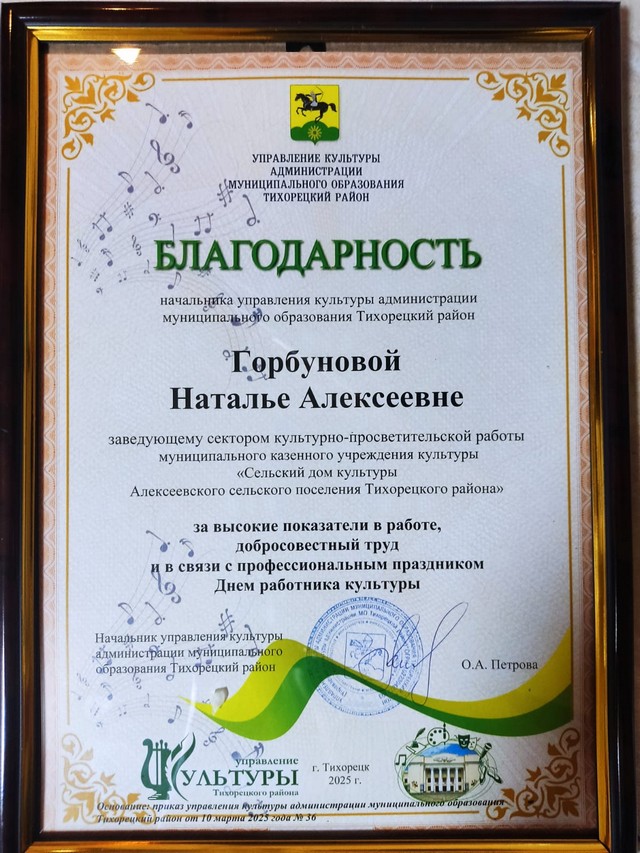 УПРАВЛЕНИЕ КУЛЬТУРЫ
АДМИНИСТРАЦИИ
МУНИЦИПАЛЬНОГО ОБРАЗОВАНИЯ
ТИХОРЕЦКИЙ РАЙОН
БЛАГОДАРНОСТЬ
начальника управления культуры администрации
муниципального образования Тихорецкий район
Горбуновой
Наталье Алексеевне
заведующему сектором культурно-просветительской работы
муниципального казенного учреждения культуры
«Сельский дом культуры
Алексеевского сельского поселения Тихорецкого района»
за высокие показатели в работе,
добросовестный труд
и в связи с профессиональным праздником
Днем работника культуры
Начальник управления культуры
администрации муниципального
образования Тихорецкий район
О.А. Петрова
управление
КУЛЬТУРЫ
Тихорецкого района
г. Тихорецк
2025 г.
Основание: приказ управления культуры администрации муниципального образования
Тихорецкий район от 10 марта 2025 года № 36